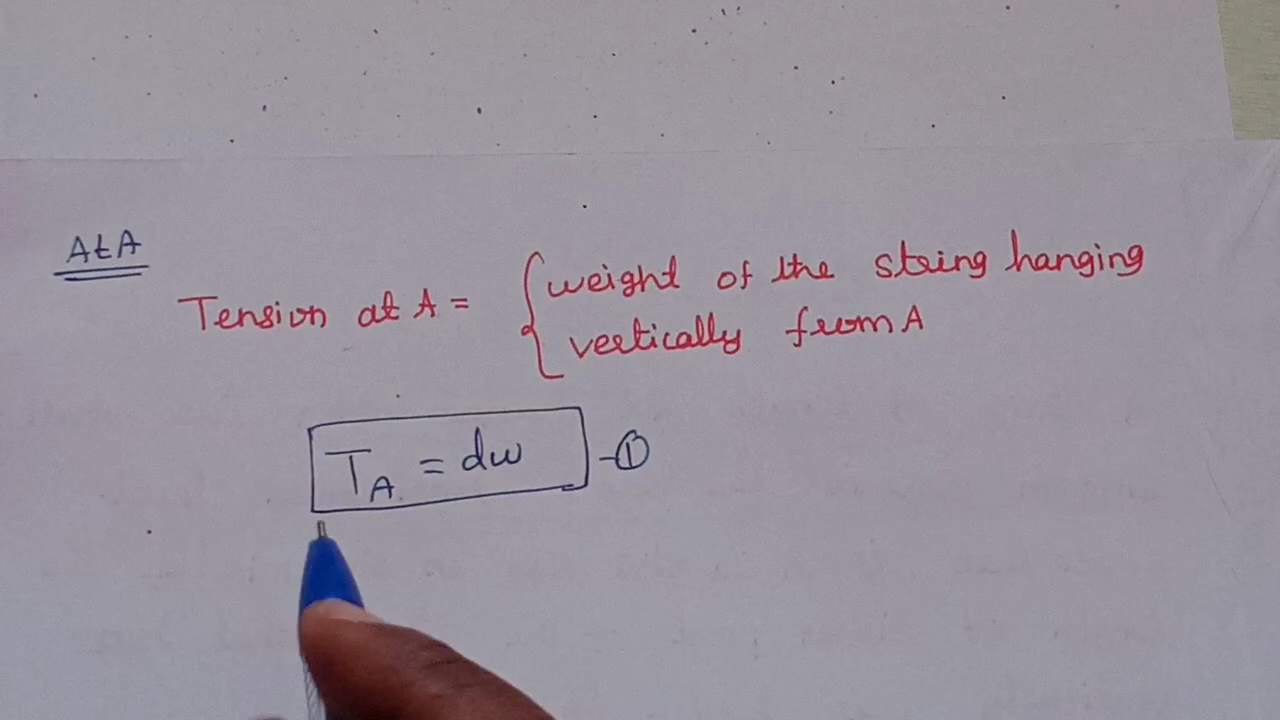 At A
Tension at A = { weight of the string hanging
vertically from A
T_A = dw -①